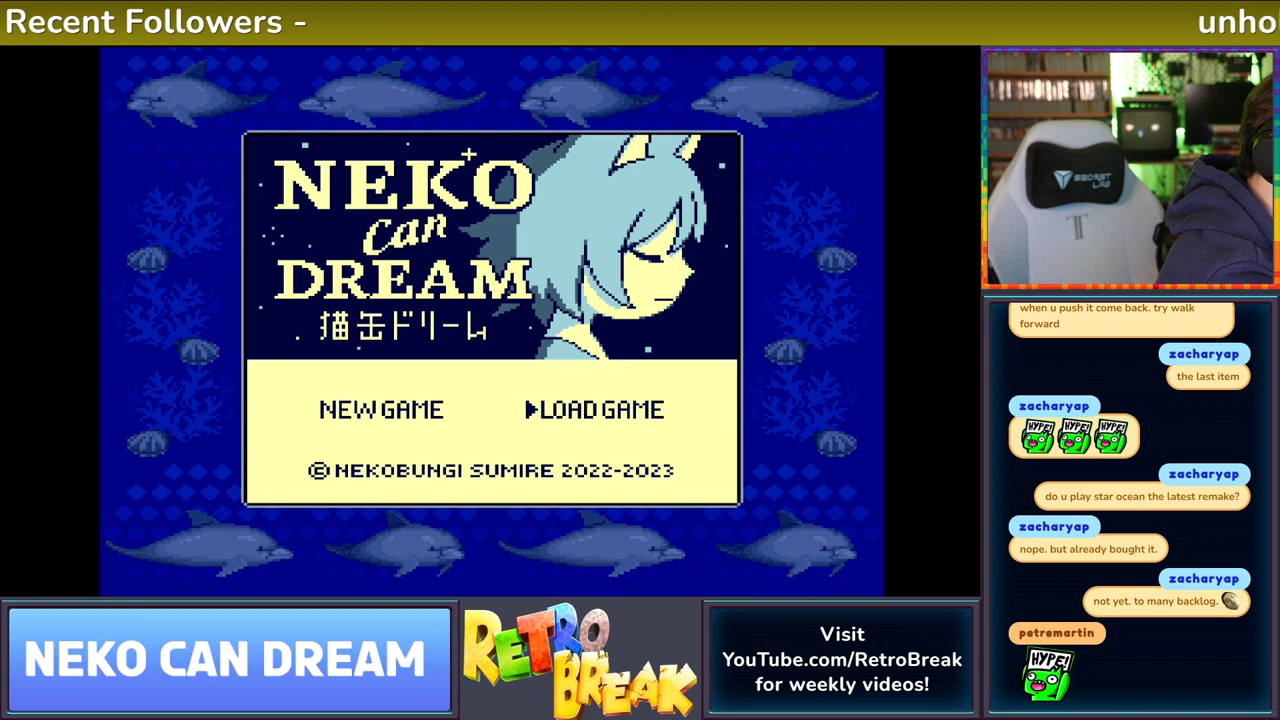 Recent Followers -
unho
NEKO
can
DREAM
猫缶ドリーム
NEW GAME
▶LOAD GAME
© NEKOBUNGI SUMIRE 2022-2023
SECRET
LAB
when u push it come back. try walk
forward
zacharyap
the last item
zacharyap
HYPE! HYPE! HYPE!
zacharyap
do u play star ocean the latest remake?
zacharyap
nope. but already bought it.
zacharyap
not yet. to many backlog.
petremartin
HYPE!
NEKO CAN DREAM
RETRO
BREAK
Visit
YouTube.com/RetroBreak
for weekly videos!